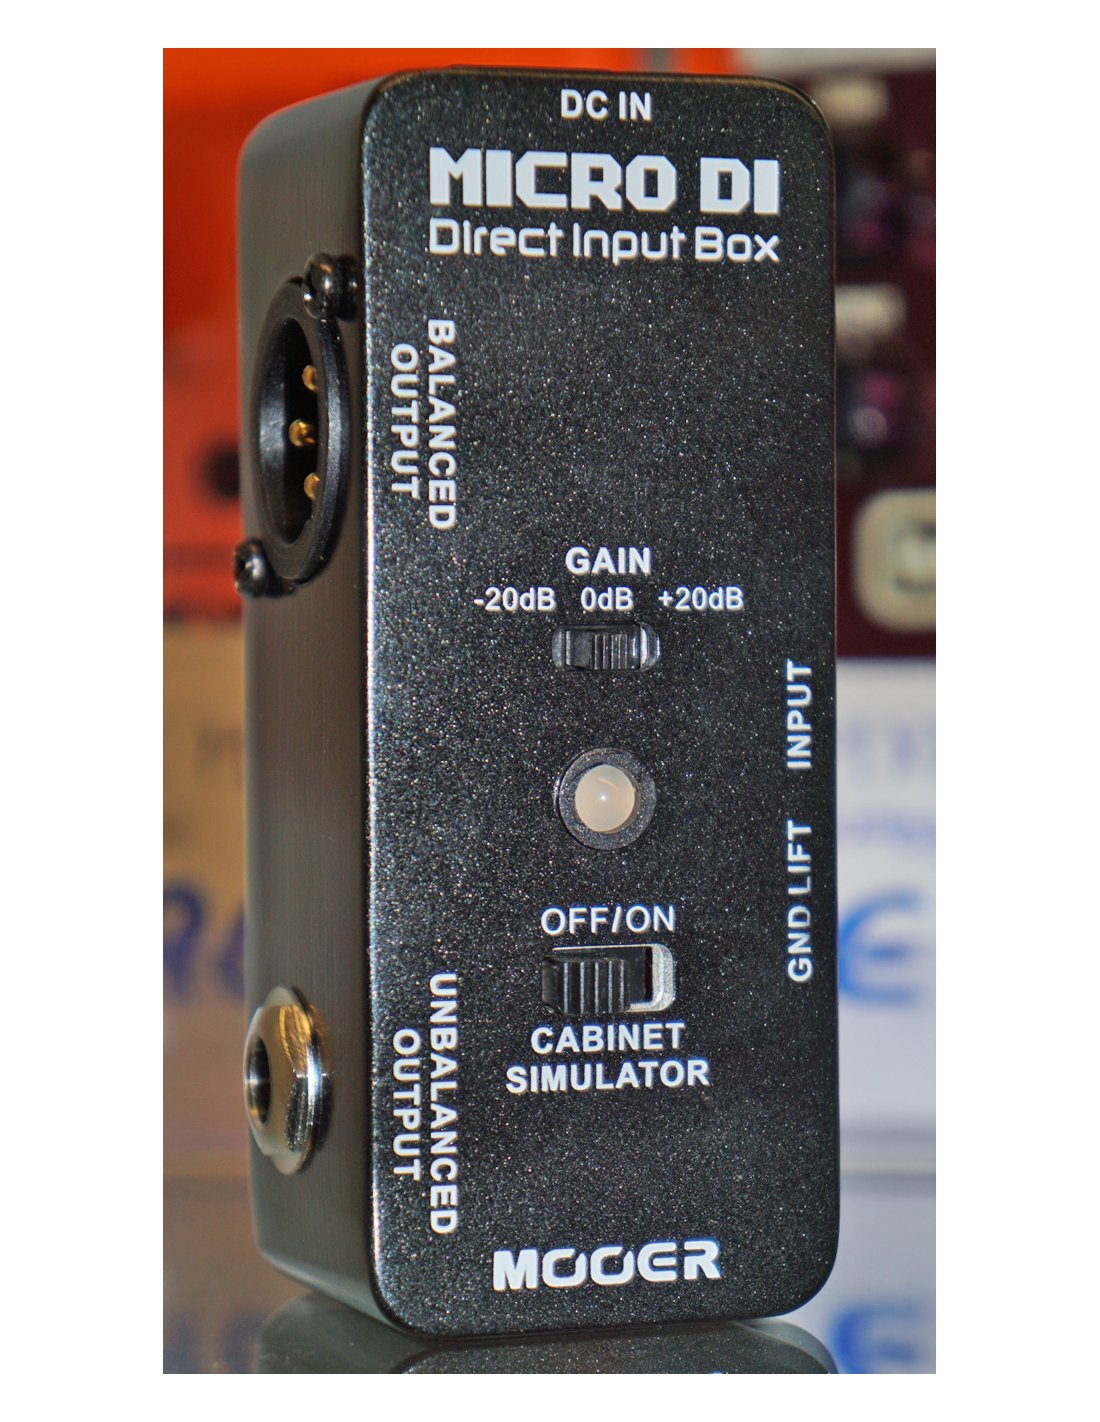 DC IN
MICRO DI
Direct Input Box
BALANCED
OUTPUT
GAIN
-20dB 0dB +20dB
INPUT
GND LIFT
OFF/ON
CABINET
SIMULATOR
UNBALANCED
OUTPUT
MOOER